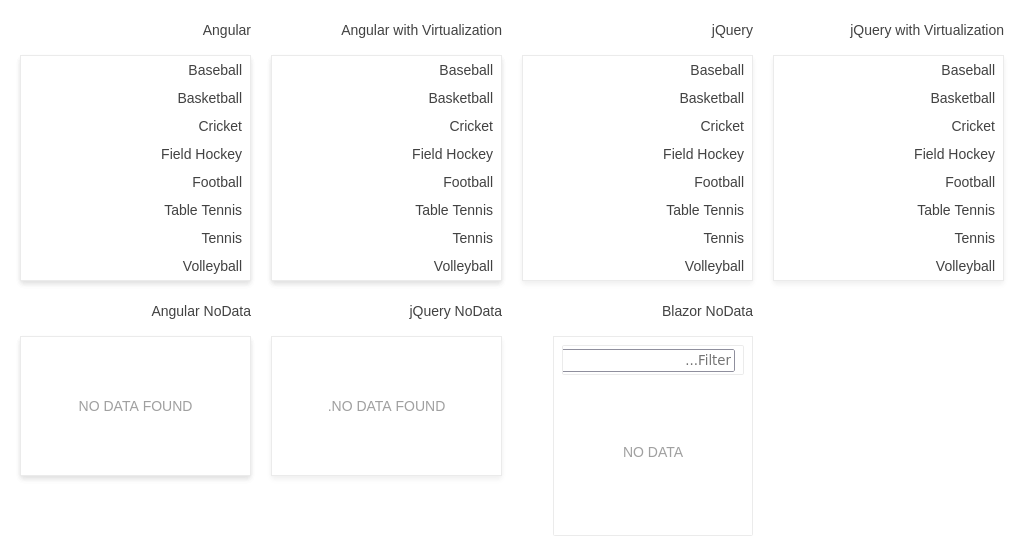 Angular
Baseball
Basketball
Cricket
Field Hockey
Football
Table Tennis
Tennis
Volleyball
Angular with Virtualization
Baseball
Basketball
Cricket
Field Hockey
Football
Table Tennis
Tennis
Volleyball
jQuery
Baseball
Basketball
Cricket
Field Hockey
Football
Table Tennis
Tennis
Volleyball
jQuery with Virtualization
Baseball
Basketball
Cricket
Field Hockey
Football
Table Tennis
Tennis
Volleyball
Angular NoData
NO DATA FOUND
jQuery NoData
.NO DATA FOUND
Blazor NoData
...Filter
NO DATA